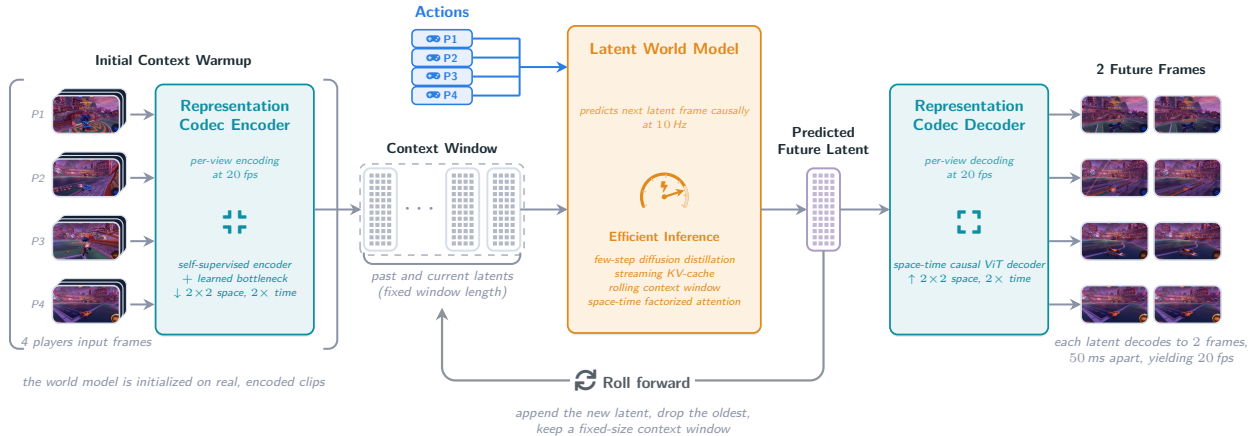 Actions
P1
P2
P3
P4
Initial Context Warmup
P1
P2
P3
P4
4 players input frames
the world model is initialized on real, encoded clips
Representation
Codec Encoder
per-view encoding
at 20 fps
self-supervised encoder
+ learned bottleneck
↓ 2×2 space, 2× time
Context Window
. . .
past and current latents
(fixed window length)
Latent World Model
predicts next latent frame causally
at 10 Hz
Efficient Inference
few-step diffusion distillation
streaming KV-cache
rolling context window
space-time factorized attention
Predicted
Future Latent
Roll forward
append the new latent, drop the oldest,
keep a fixed-size context window
Representation
Codec Decoder
per-view decoding
at 20 fps
space-time causal ViT decoder
↑ 2×2 space, 2× time
2 Future Frames
each latent decodes to 2 frames,
50 ms apart, yielding 20 fps